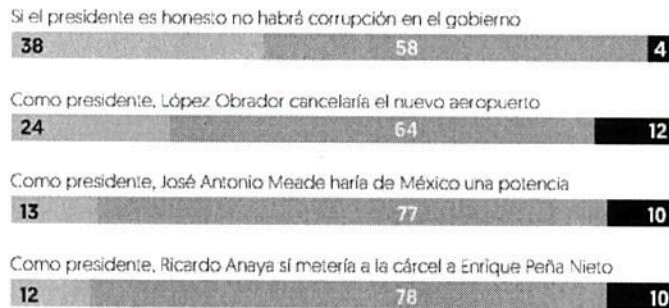 Si el presidente es honesto no habrá corrupción en el gobierno
38 58 4
Como presidente, López Obrador cancelaría el nuevo aeropuerto
24 64 12
Como presidente, José Antonio Meade haría de México una potencia
13 77 10
Como presidente, Ricardo Anaya sí metería a la cárcel a Enrique Peña Nieto
12 78 10